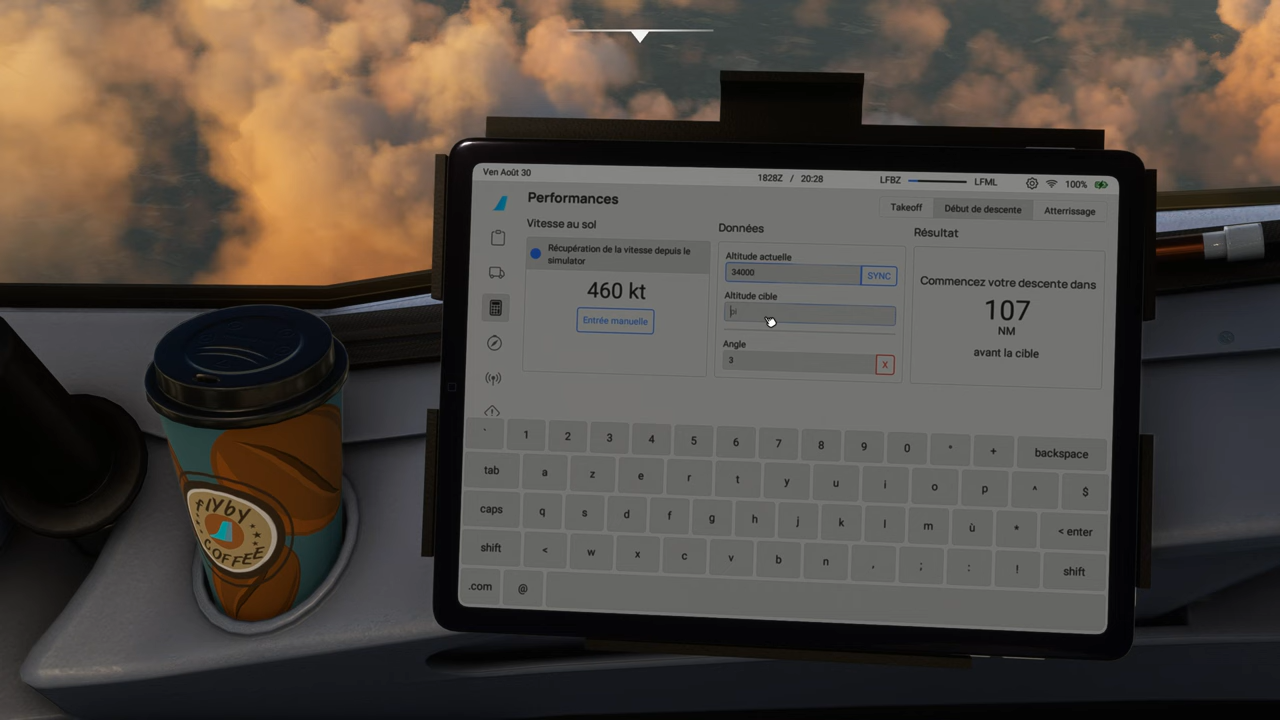 Ven Août 30
1828Z / 20:28
LFBZ
LFML
100%
Performances
Takeoff
Début de descente
Atterrissage
Vitesse au sol
Récupération de la vitesse depuis le
simulator
460 kt
Entrée manuelle
Données
Altitude actuelle
34000
SYNC
Altitude cible
pi
Angle
3
X
Résultat
Commencez votre descente dans
107
NM
avant la cible
` 1 2 3 4 5 6 7 8 9 0 ° + backspace
tab a z e r t y u i o p ^ $
caps q s d f g h j k l m ù * < enter
shift < w x c v b n , ; : ! shift
.com @
flyby
COFFEE